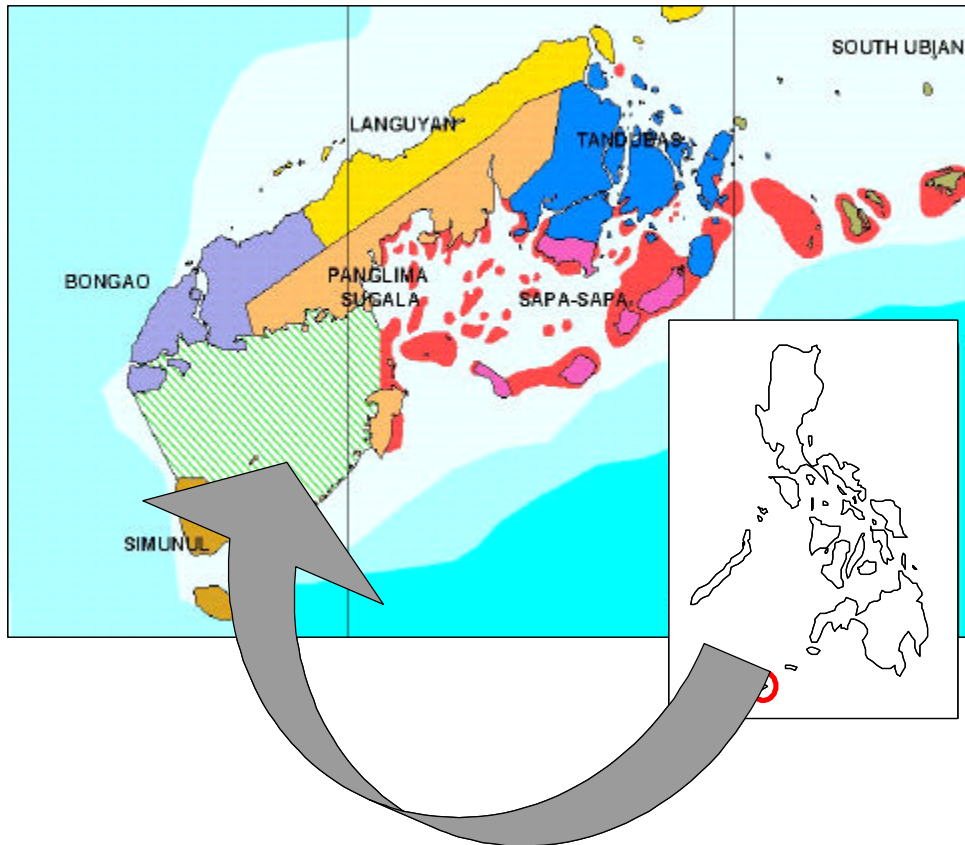 SOUTH UBIAN
LANGUYAN
TANDUBAS
BONGAO
PANGLIMA
SUGALA
SAPA-SAPA
SIMUNUL